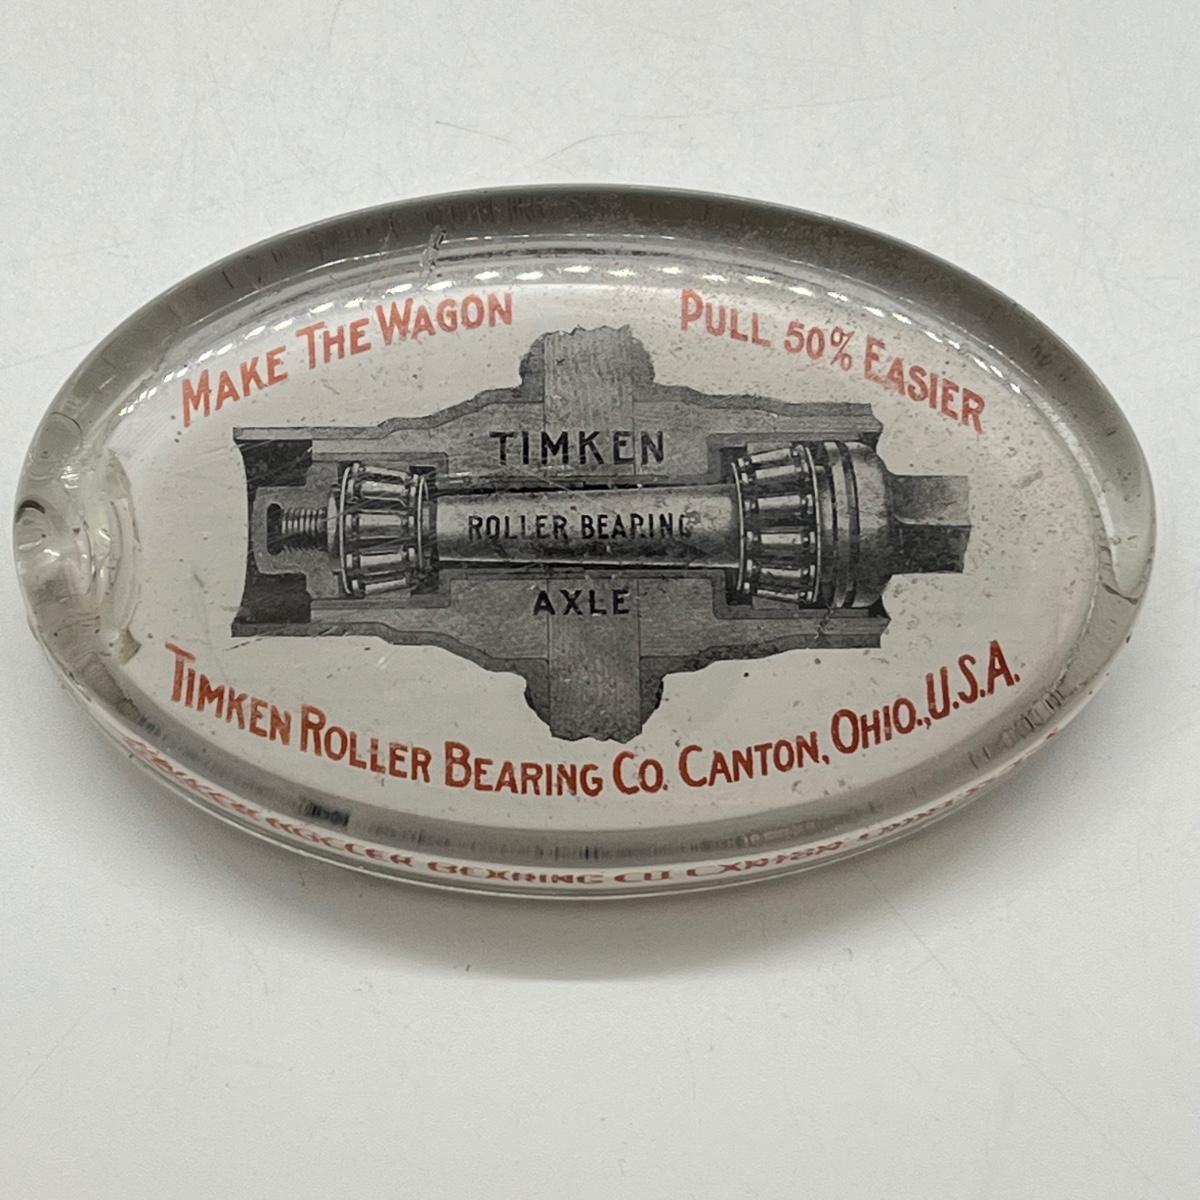 MAKE THE WAGON PULL 50% EASIER
TIMKEN
ROLLER BEARING
AXLE
TIMKEN ROLLER BEARING CO. CANTON, OHIO., U.S.A.